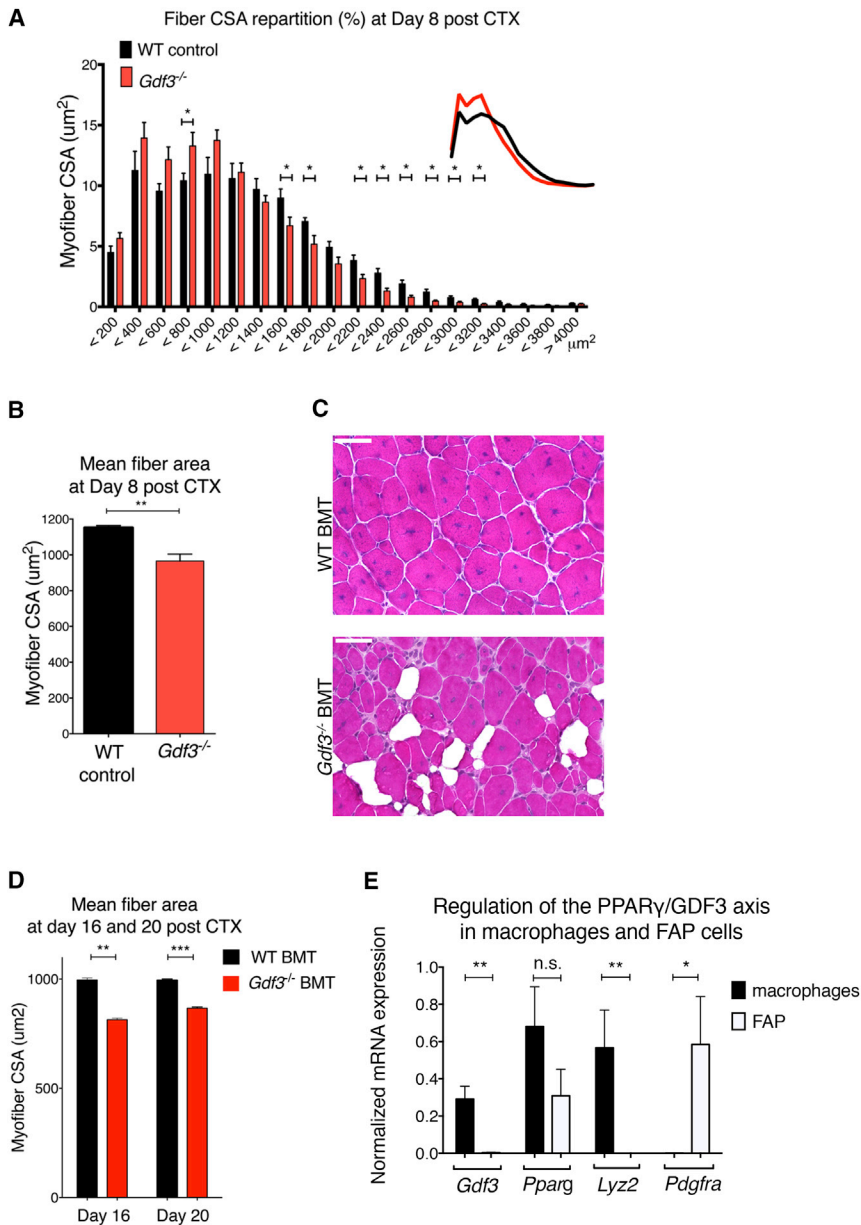 A
Fiber CSA repartition (%) at Day 8 post CTX
WT control
Gdf3-/-
Myofiber CSA (um2)
20
15
10
5
0
*
* * * * * * * *
< 200
< 400
< 600
< 800
< 1000
< 1200
< 1400
< 1600
< 1800
< 2000
< 2200
< 2400
< 2600
< 2800
< 3000
< 3200
< 3400
< 3600
< 3800
> 4000
μm2
B
Mean fiber area
at Day 8 post CTX
**
Myofiber CSA (um2)
1200
1000
800
600
400
200
0
WT
control
Gdf3-/-
C
WT BMT
Gdf3-/- BMT
D
Mean fiber area
at day 16 and 20 post CTX
WT BMT
Gdf3-/- BMT
** ***
Myofiber CSA (um2)
1000
500
0
Day 16 Day 20
E
Regulation of the PPARγ/GDF3 axis
in macrophages and FAP cells
macrophages
FAP
** n.s. ** *
Normalized mRNA expression
1.0
0.8
0.6
0.4
0.2
0.0
Gdf3 Pparg Lyz2 Pdgfra